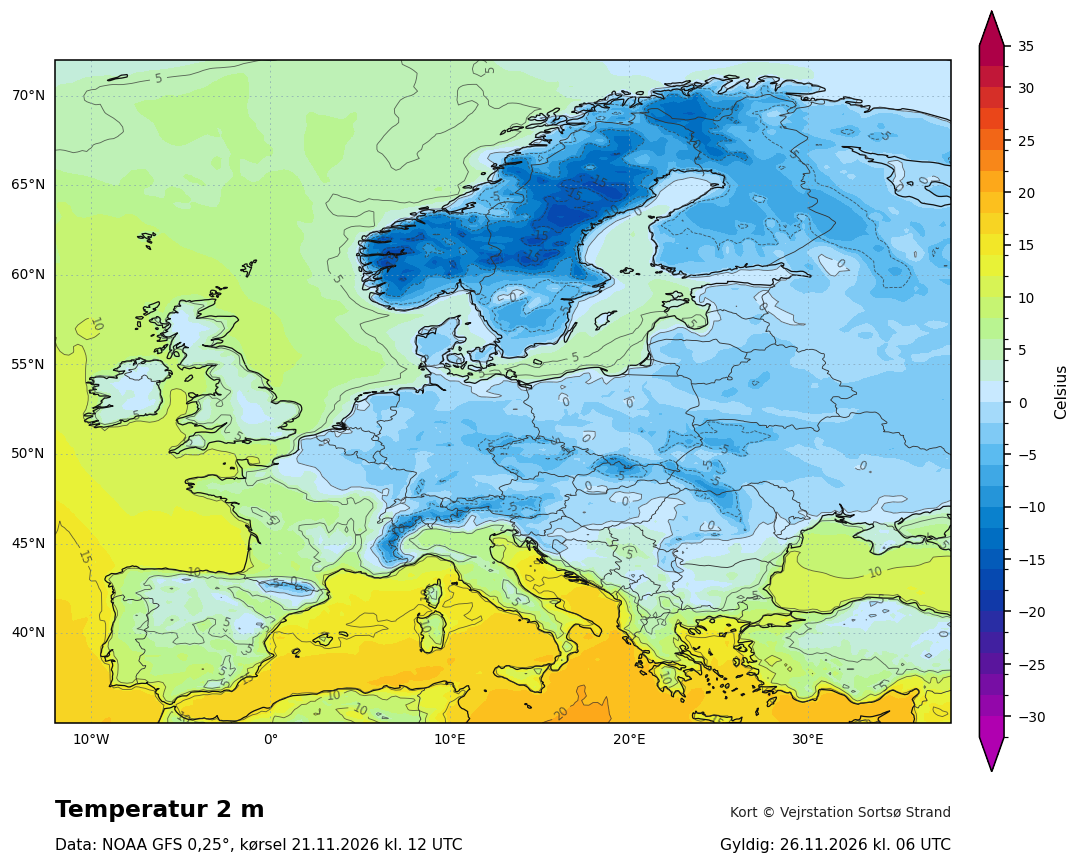 70°N
65°N
60°N
55°N
50°N
45°N
40°N
10°W
0°
10°E
20°E
30°E
35
30
25
20
15
10
5
0
−5
−10
−15
−20
−25
−30
Celsius
Temperatur 2 m
Kort © Vejrstation Sortsø Strand
Data: NOAA GFS 0,25°, kørsel 21.11.2026 kl. 12 UTC
Gyldig: 26.11.2026 kl. 06 UTC